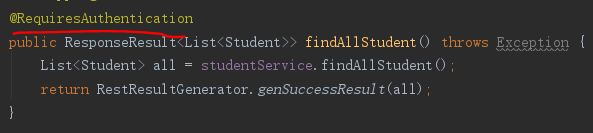 @RequiresAuthentication
public ResponseResult<List<Student>> findAllStudent() throws Exception {
List<Student> all = studentService.findAllStudent();
return RestResultGenerator.genSuccessResult(all);
}